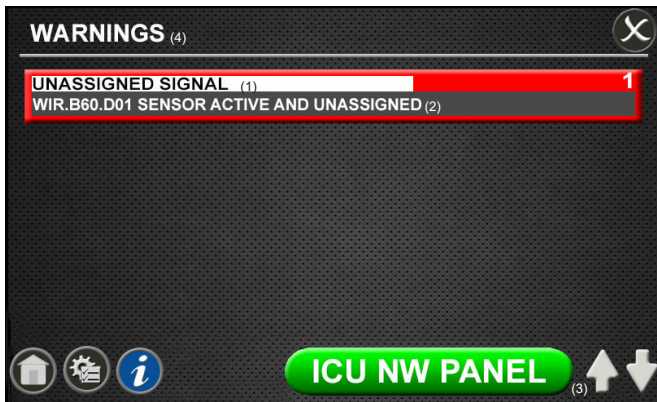 WARNINGS (4)
UNASSIGNED SIGNAL (1) 1
WIR.B60.D01 SENSOR ACTIVE AND UNASSIGNED (2)
i ICU NW PANEL (3)